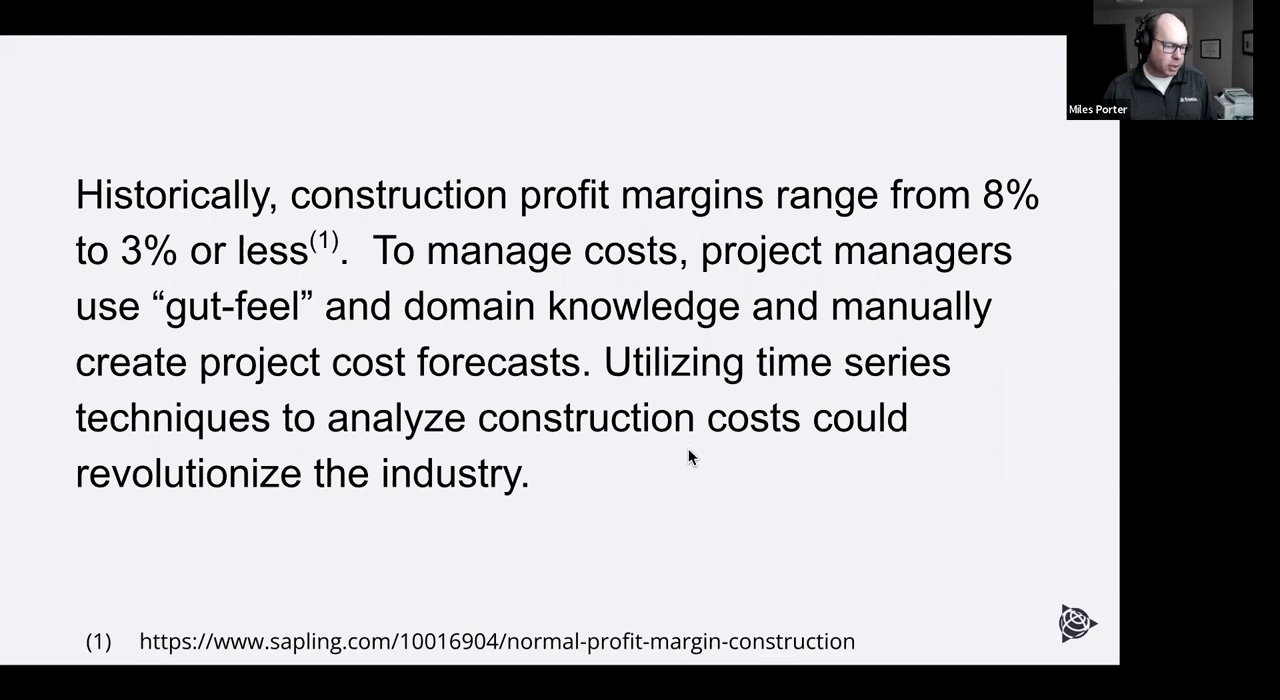 Miles Porter
Historically, construction profit margins range from 8%
to 3% or less(1).  To manage costs, project managers
use “gut-feel” and domain knowledge and manually
create project cost forecasts. Utilizing time series
techniques to analyze construction costs could
revolutionize the industry.
(1) https://www.sapling.com/10016904/normal-profit-margin-construction